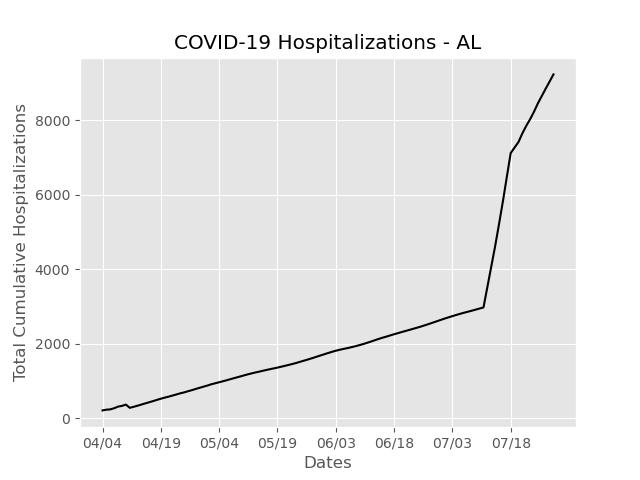 COVID-19 Hospitalizations - AL
Total Cumulative Hospitalizations
8000
6000
4000
2000
0
04/04 04/19 05/04 05/19 06/03 06/18 07/03 07/18
Dates